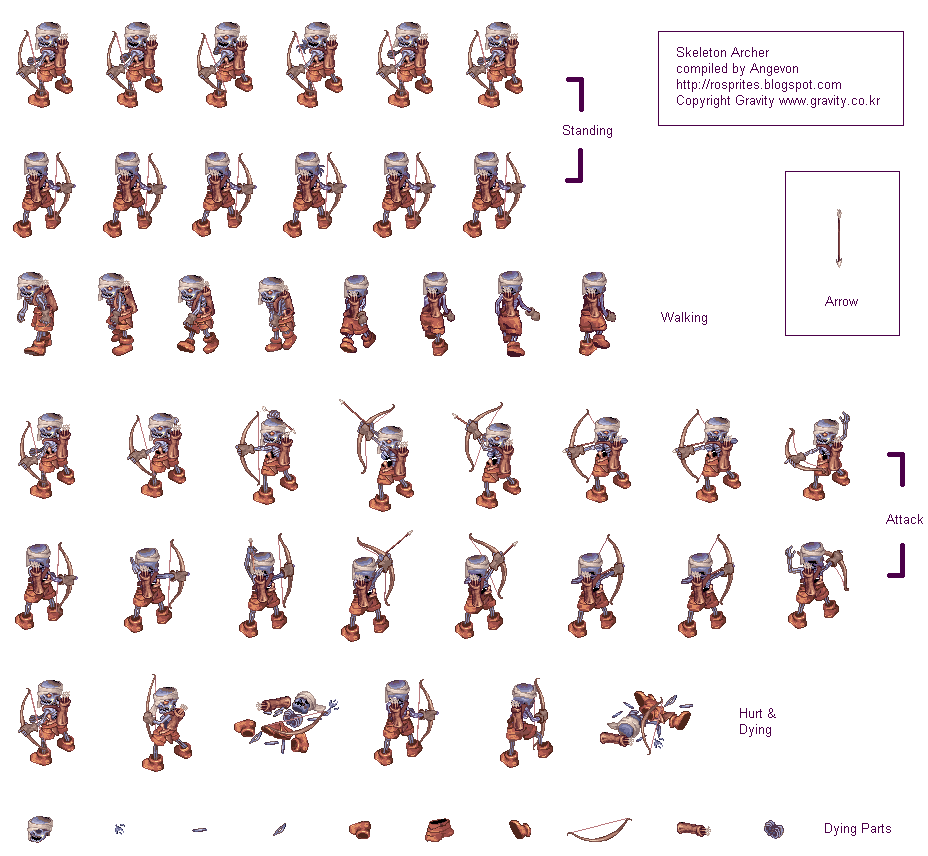 Skeleton Archer
compiled by Angevon
http://rosprites.blogspot.com
Copyright Gravity www.gravity.co.kr
Standing
Arrow
Walking
Attack
Hurt &
Dying
Dying Parts